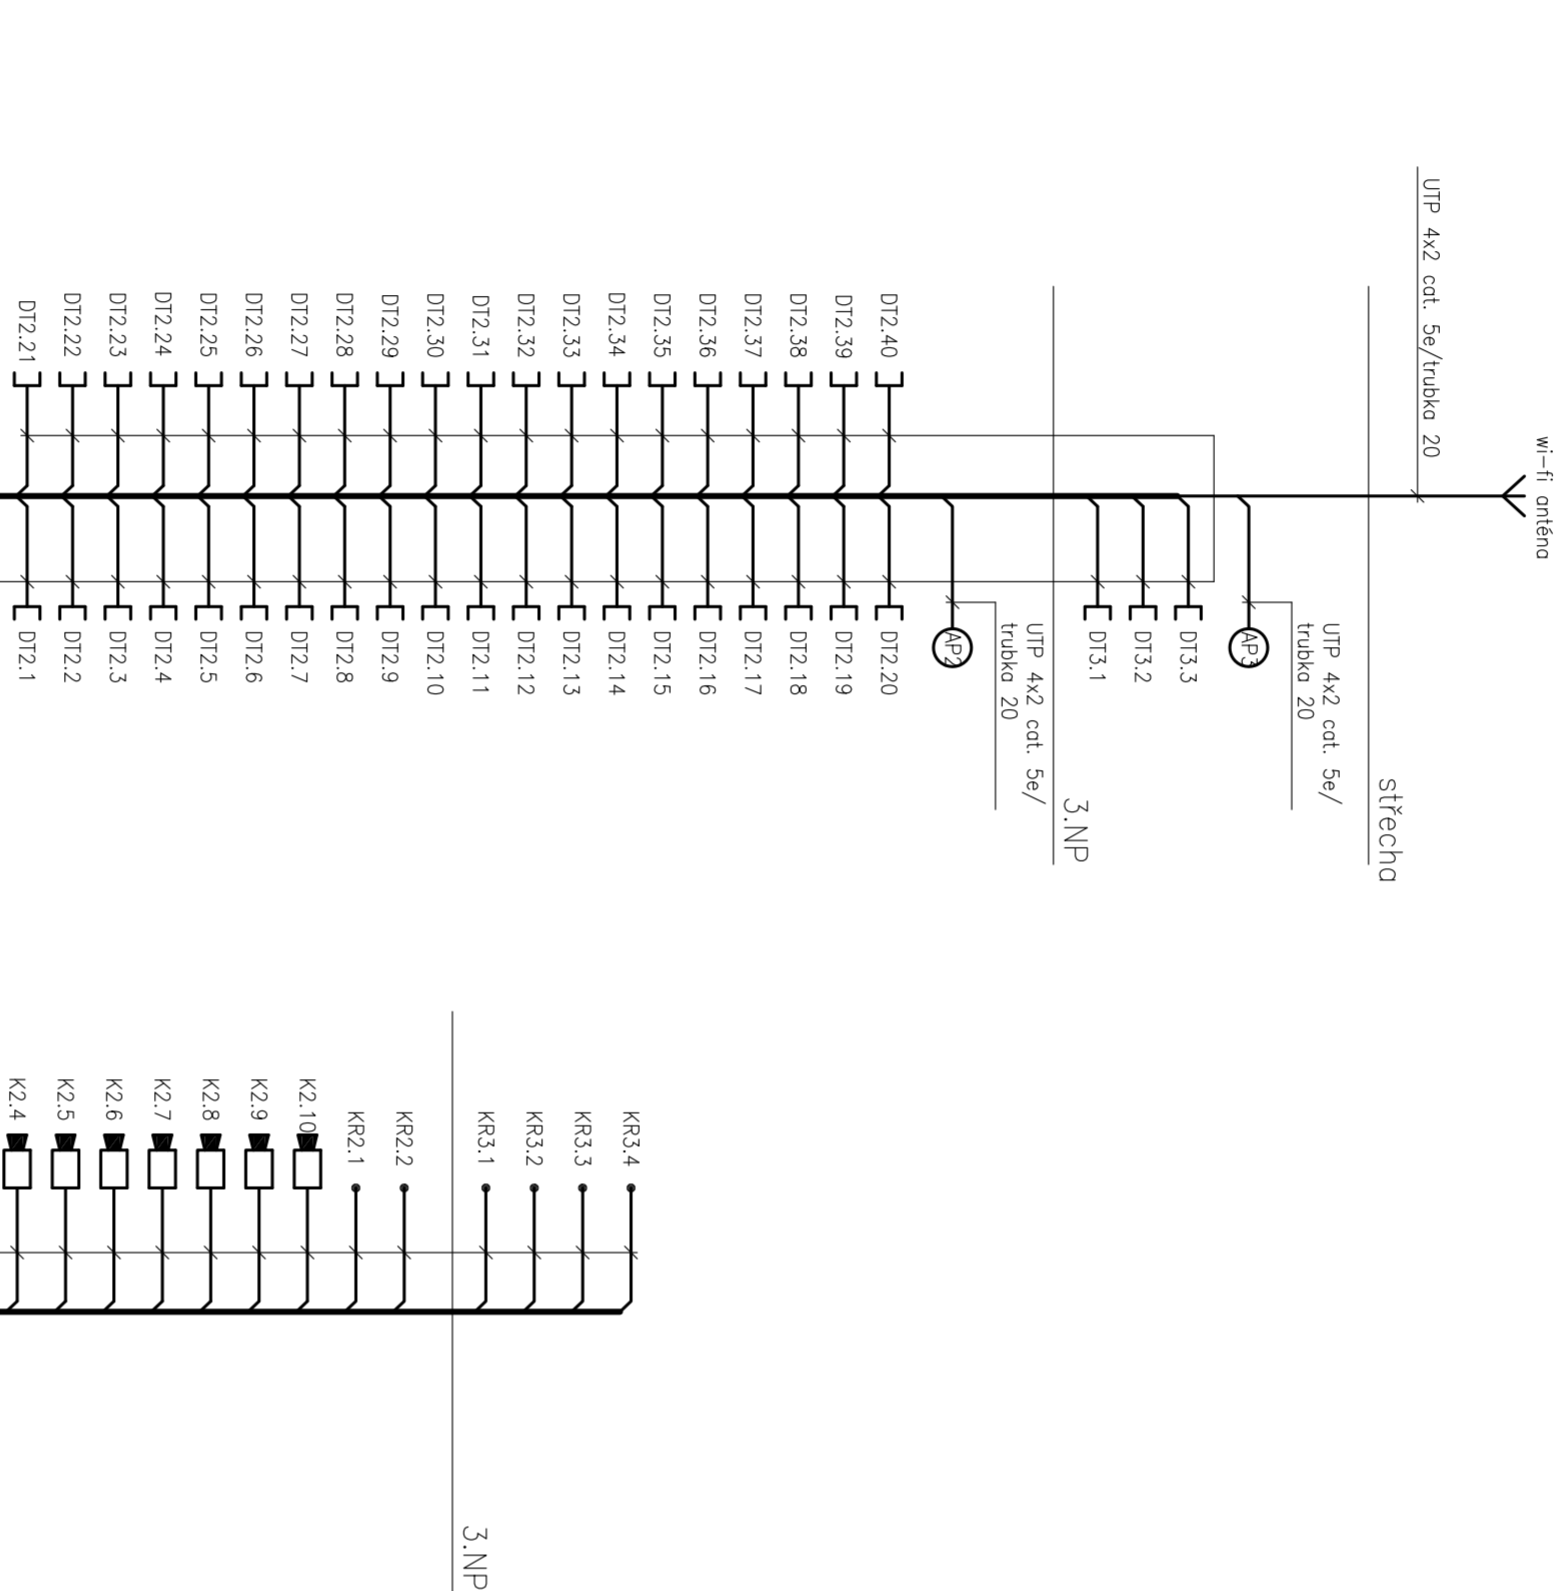 wi-fi anténa
UTP 4x2 cat. 5e/trubka 20
střecha
UTP 4x2 cat. 5e/
trubka 20
AP3
DT3.3
DT3.2
DT3.1
3.NP
UTP 4x2 cat. 5e/
trubka 20
AP2
DT2.40
DT2.20
DT2.39
DT2.19
DT2.38
DT2.18
DT2.37
DT2.17
DT2.36
DT2.16
DT2.35
DT2.15
DT2.34
DT2.14
DT2.33
DT2.13
DT2.32
DT2.12
DT2.31
DT2.11
DT2.30
DT2.10
DT2.29
DT2.9
DT2.28
DT2.8
DT2.27
DT2.7
DT2.26
DT2.6
DT2.25
DT2.5
DT2.24
DT2.4
DT2.23
DT2.3
DT2.22
DT2.2
DT2.21
DT2.1
KR3.4
KR3.3
KR3.2
KR3.1
3.NP
KR2.2
KR2.1
K2.10
K2.9
K2.8
K2.7
K2.6
K2.5
K2.4